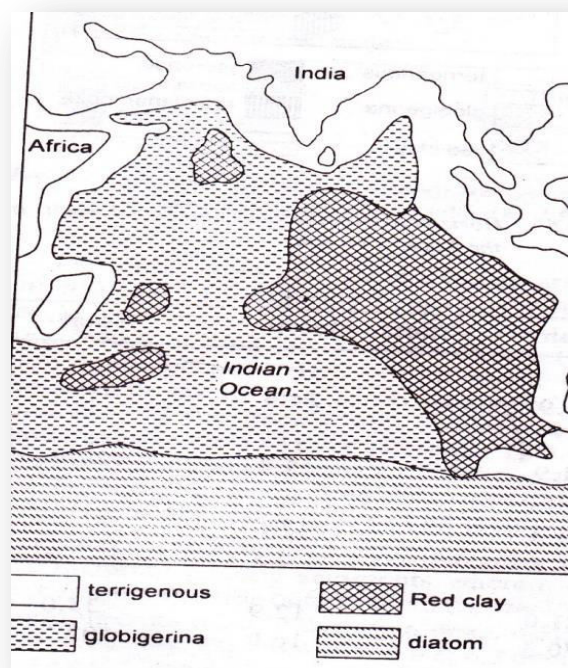 India
Africa
Indian
Ocean
terrigenous
Red clay
globigerina
diatom